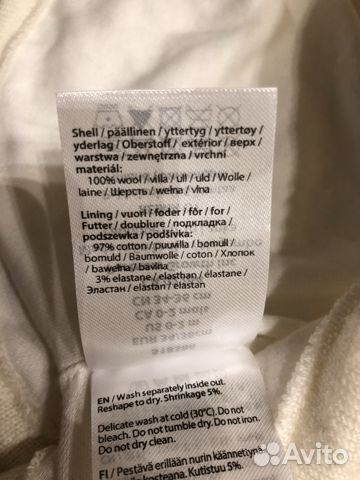 Shell / päällinen / yttertyg / yttertøy /
yderlag / Oberstoff / extérior / верх /
warstwa / zewnętrzna / vrchní
materiál:
100% wool / villa / ull / uld / Wolle /
laine / Шерсть / wełna / vlna
Lining / vuori / foder / fôr / for /
Futter / doublure / подкладка /
podszewka / podšívka:
97% cotton / puuvilla / bomull /
bomuld / Baumwolle / coton / Хлопок
/ bawełna / bavlna
3% elastane / elasthan / élastane /
Эластан / elastan / elastan
EN / Wash separately inside out.
Reshape to dry. Shrinkage 5%.
Delicate wash at cold (30°C). Do not
bleach. Do not tumble dry. Do not iron.
Do not dry clean.
FI / Pestävä erillään nurin käännettynä.
Kutistuu 5%.
Avito